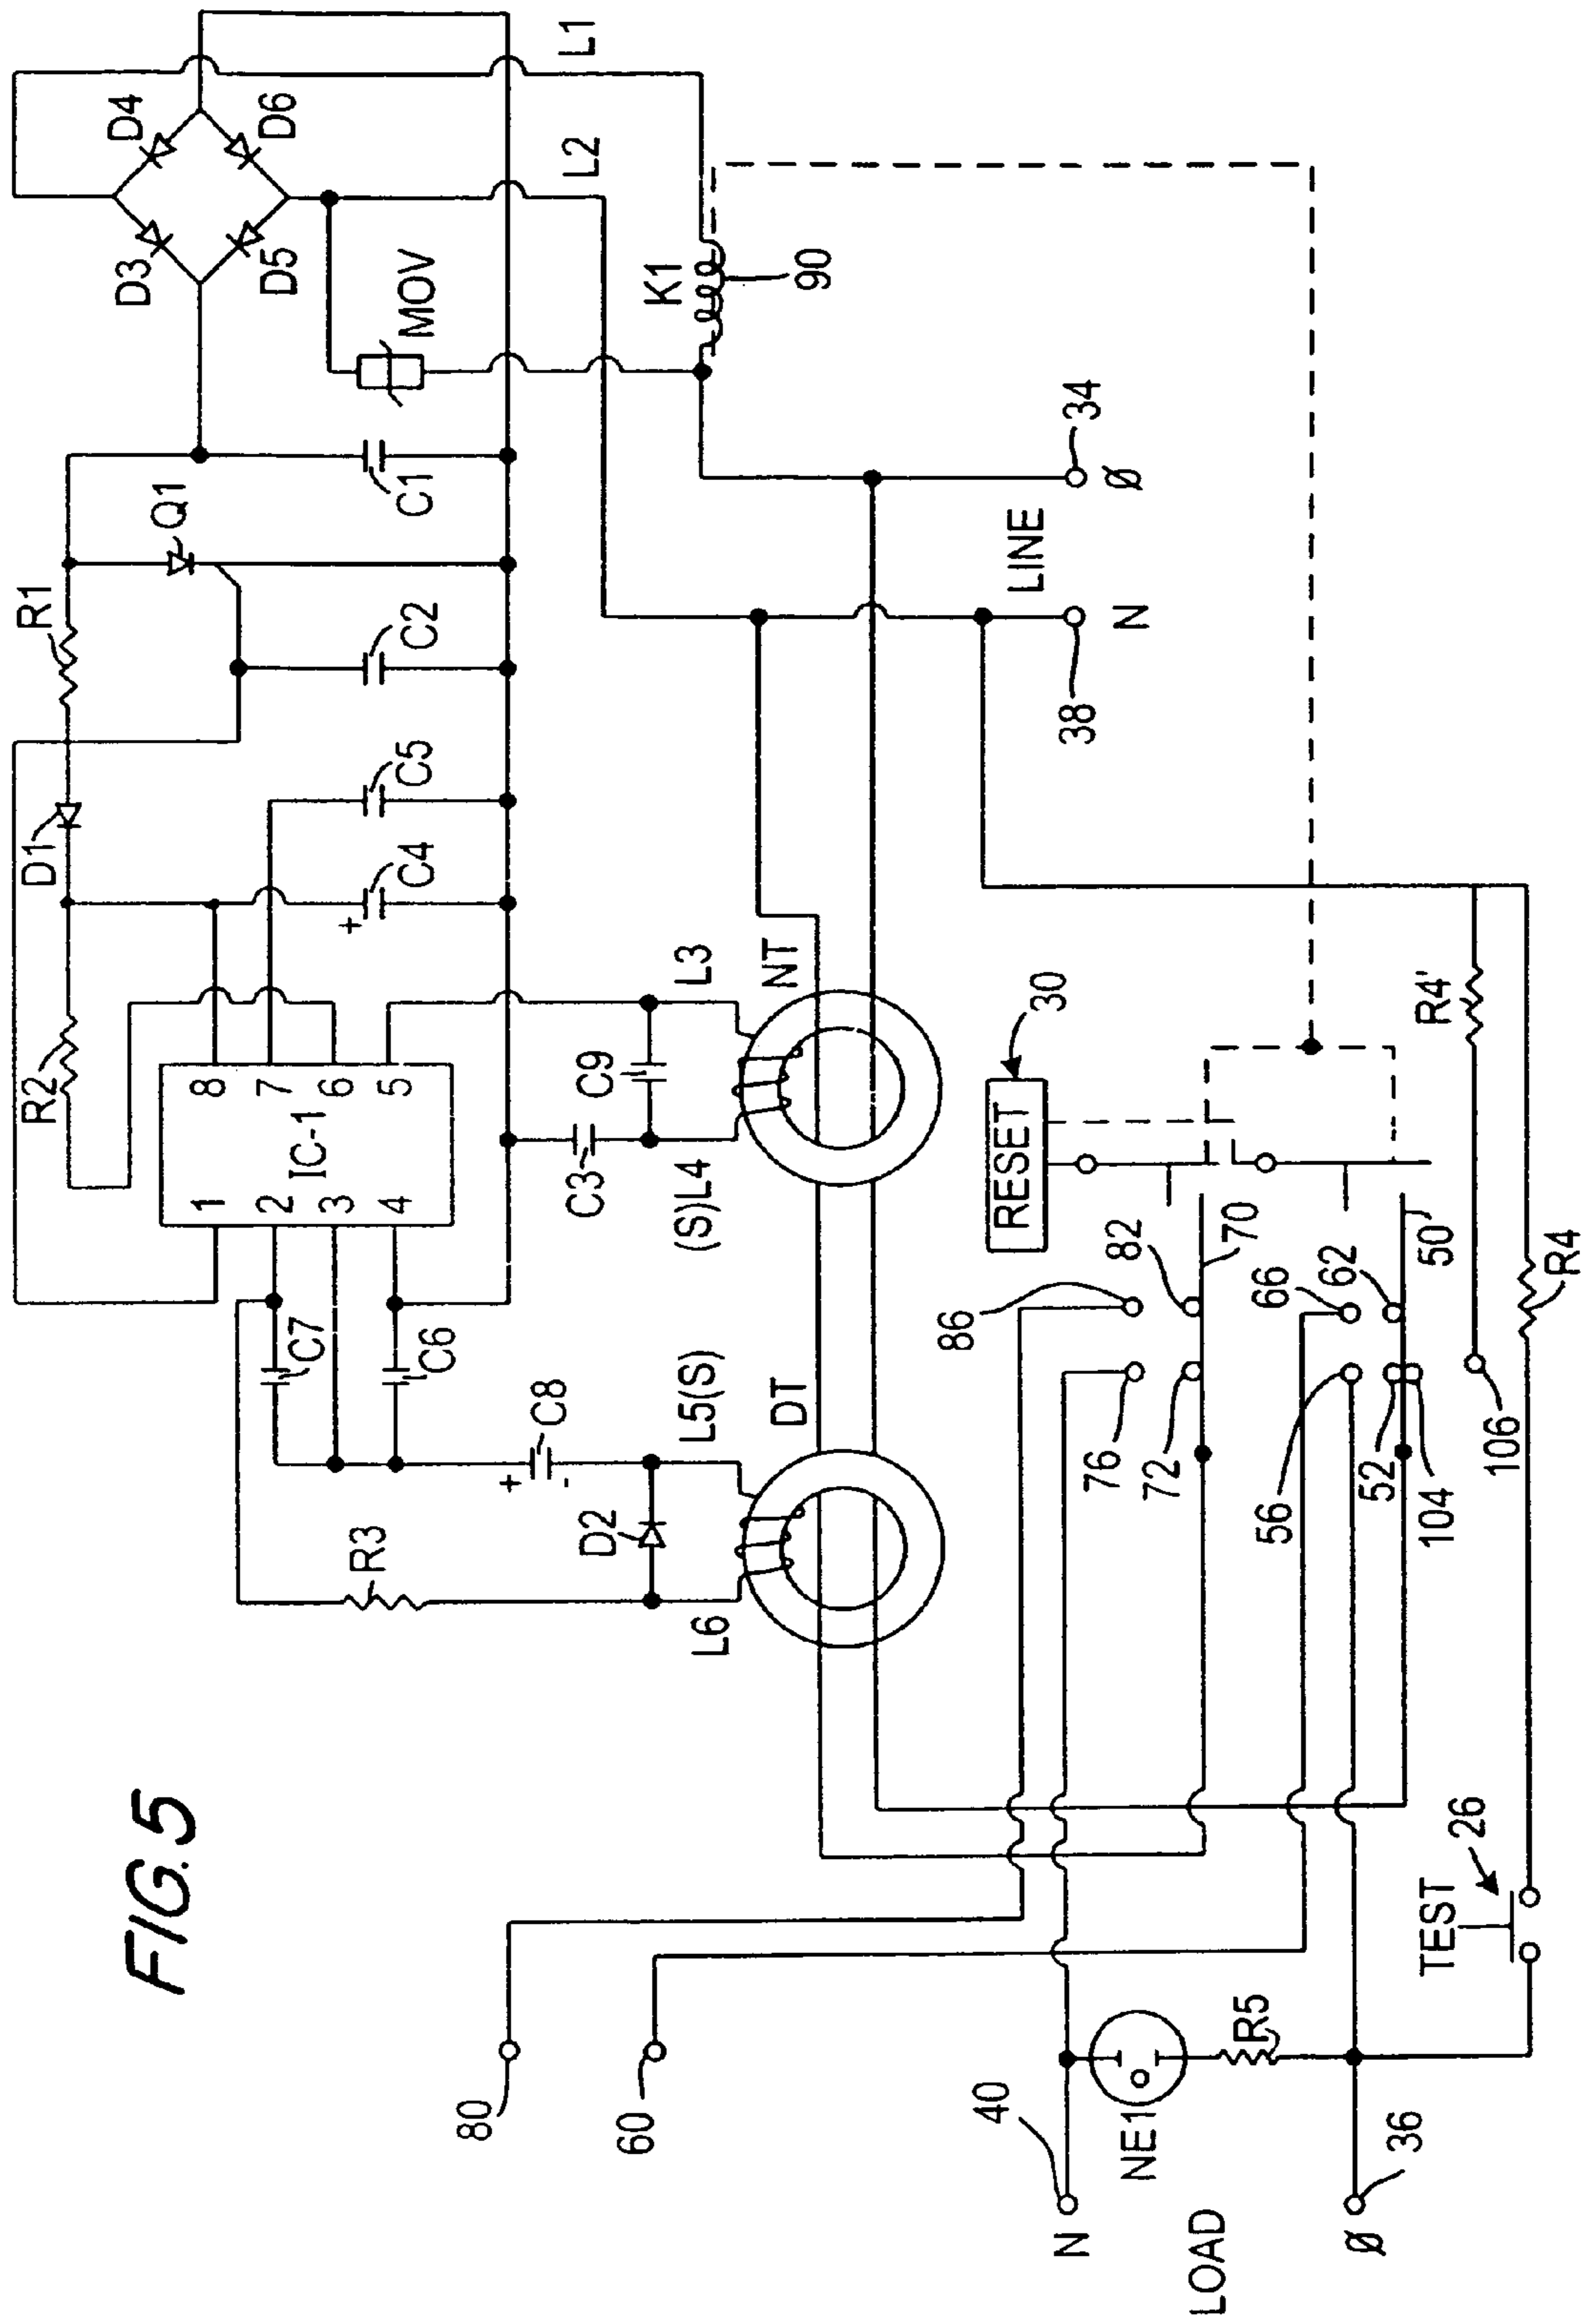 FIG. 5
D4
D6
D3
D5
L1
L2
MOV
K1
90
Q1
C1
34
Ø
LINE
N
38
R1
C2
D1
C5
C4
R2
8
7
6
5
IC-1
1
2
3
4
L3
NT
C9
C3
(S)L4
C7
C6
C8
+
-
+
L5(S)
DT
D2
R3
L6
RESET
30
R4'
R4
86
82
70
66
62
50
76
72
56
52
104
106
TEST
26
80
60
40
N
NE1
R5
LOAD
Ø
36